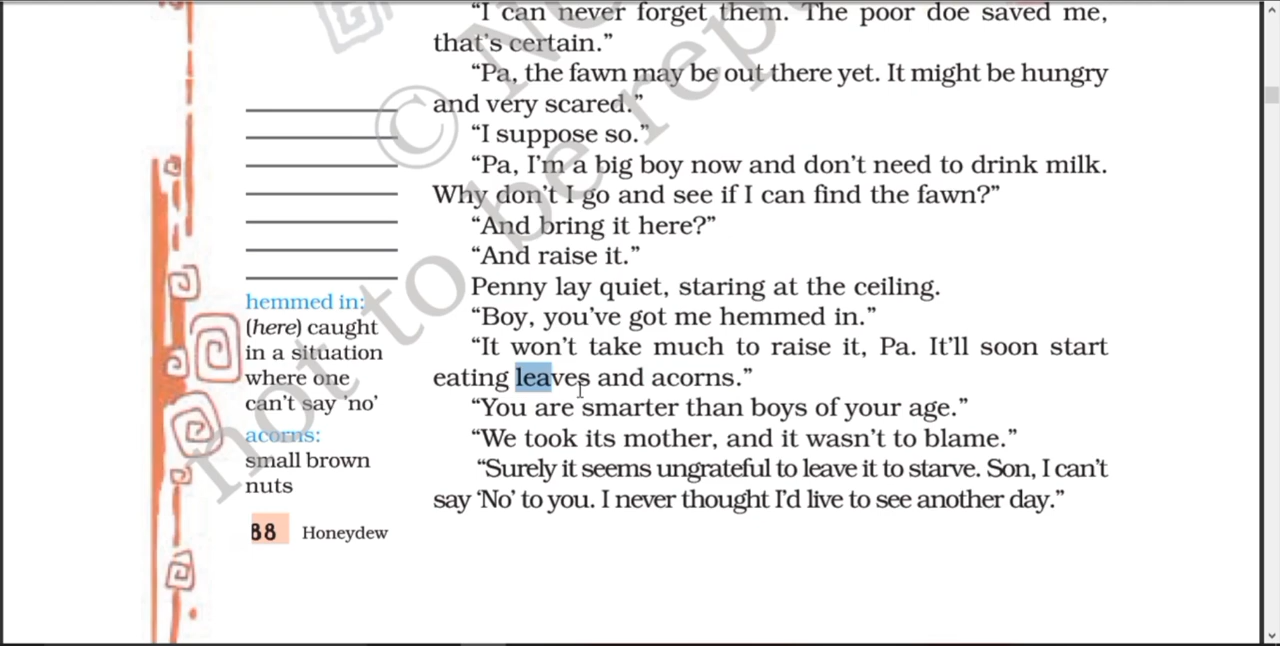 “I can never forget them. The poor doe saved me,
that’s certain.”
“Pa, the fawn may be out there yet. It might be hungry
and very scared.”
“I suppose so.”
“Pa, I’m a big boy now and don’t need to drink milk.
Why don’t I go and see if I can find the fawn?”
“And bring it here?”
“And raise it.”
Penny lay quiet, staring at the ceiling.
“Boy, you’ve got me hemmed in.”
“It won’t take much to raise it, Pa. It’ll soon start
eating leaves and acorns.”
“You are smarter than boys of your age.”
“We took its mother, and it wasn’t to blame.”
“Surely it seems ungrateful to leave it to starve. Son, I can’t
say ‘No’ to you. I never thought I’d live to see another day.”
hemmed in:
(here) caught
in a situation
where one
can’t say ‘no’
acorns:
small brown
nuts
88 Honeydew
not to be rep